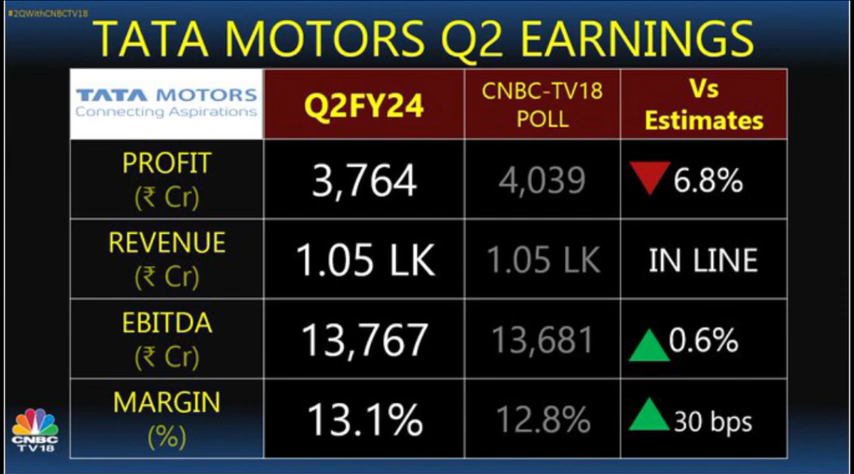 #2QWithCNBCTV18
TATA MOTORS Q2 EARNINGS
TATA MOTORS
Connecting Aspirations
Q2FY24
CNBC-TV18
POLL
Vs
Estimates
PROFIT
(₹ Cr)
3,764
4,039
6.8%
REVENUE
(₹ Cr)
1.05 LK
1.05 LK
IN LINE
EBITDA
(₹ Cr)
13,767
13,681
0.6%
MARGIN
(%)
13.1%
12.8%
30 bps
CNBC
TV18